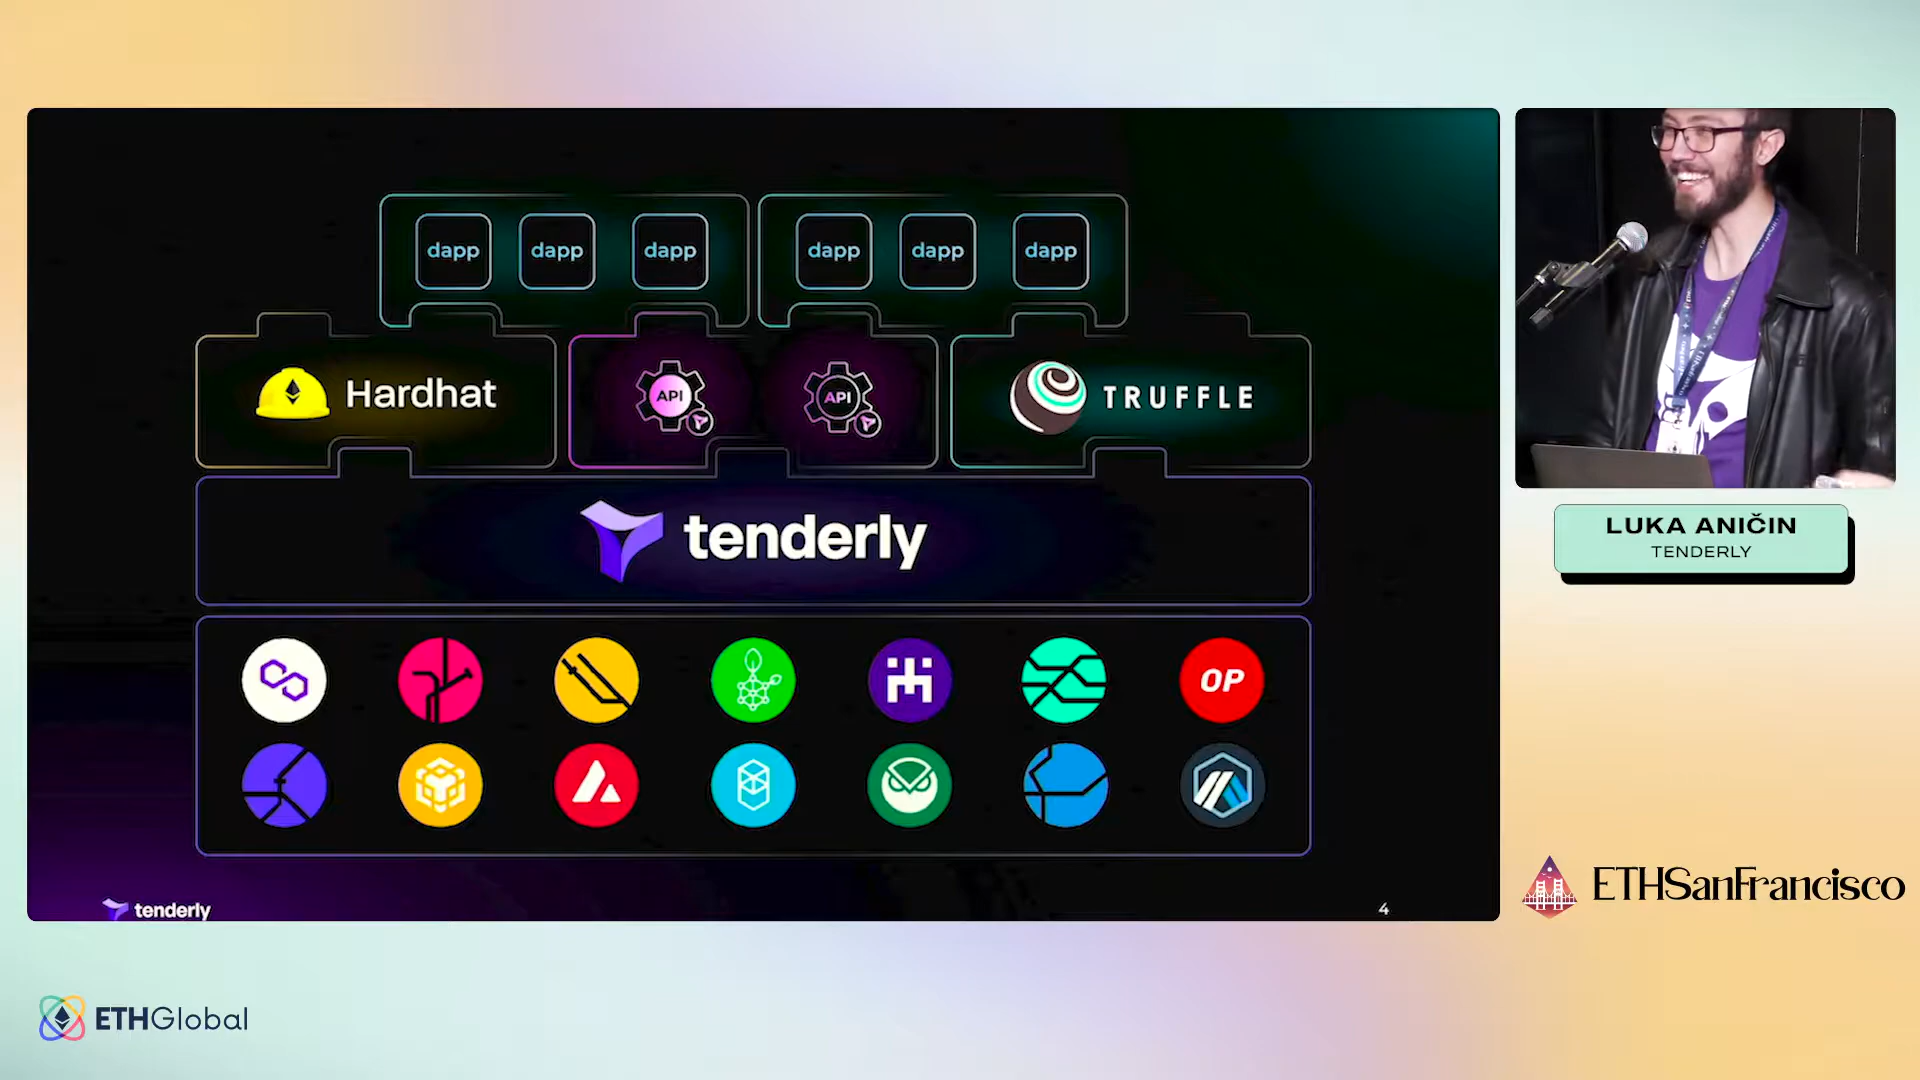 dapp dapp dapp dapp dapp dapp
Hardhat API API TRUFFLE
tenderly
OP
tenderly 4
LUKA ANIČIN
TENDERLY
ETHSanFrancisco
ETHGlobal